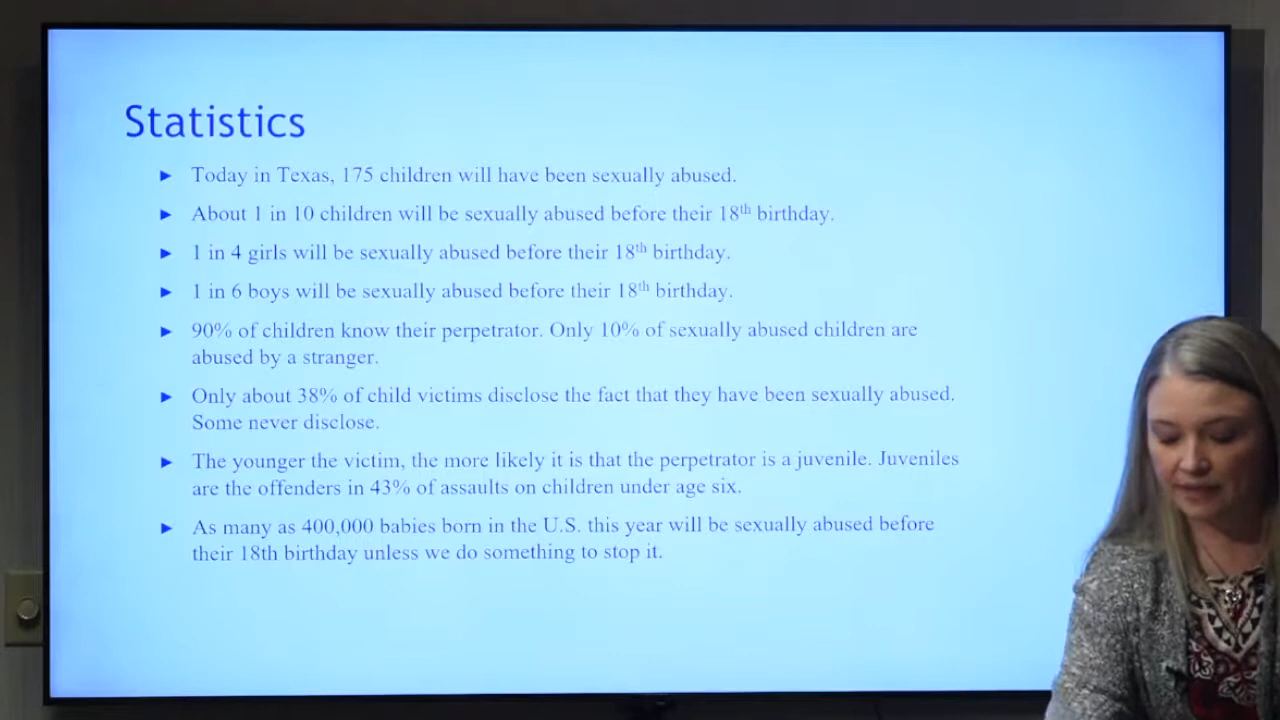 Statistics
► Today in Texas, 175 children will have been sexually abused.
► About 1 in 10 children will be sexually abused before their 18th birthday.
► 1 in 4 girls will be sexually abused before their 18th birthday.
► 1 in 6 boys will be sexually abused before their 18th birthday.
► 90% of children know their perpetrator. Only 10% of sexually abused children are
abused by a stranger.
► Only about 38% of child victims disclose the fact that they have been sexually abused.
Some never disclose.
► The younger the victim, the more likely it is that the perpetrator is a juvenile. Juveniles
are the offenders in 43% of assaults on children under age six.
► As many as 400,000 babies born in the U.S. this year will be sexually abused before
their 18th birthday unless we do something to stop it.